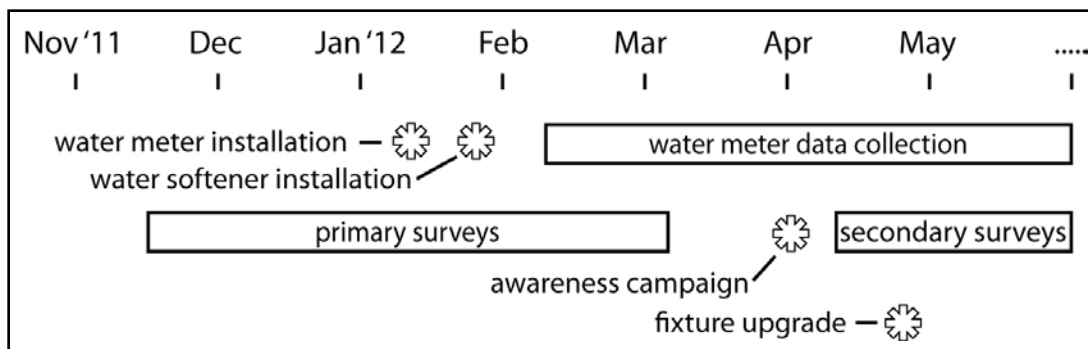 Nov '11 Dec Jan '12 Feb Mar Apr May .....
water meter installation
water meter data collection
water softener installation
primary surveys
secondary surveys
awareness campaign
fixture upgrade